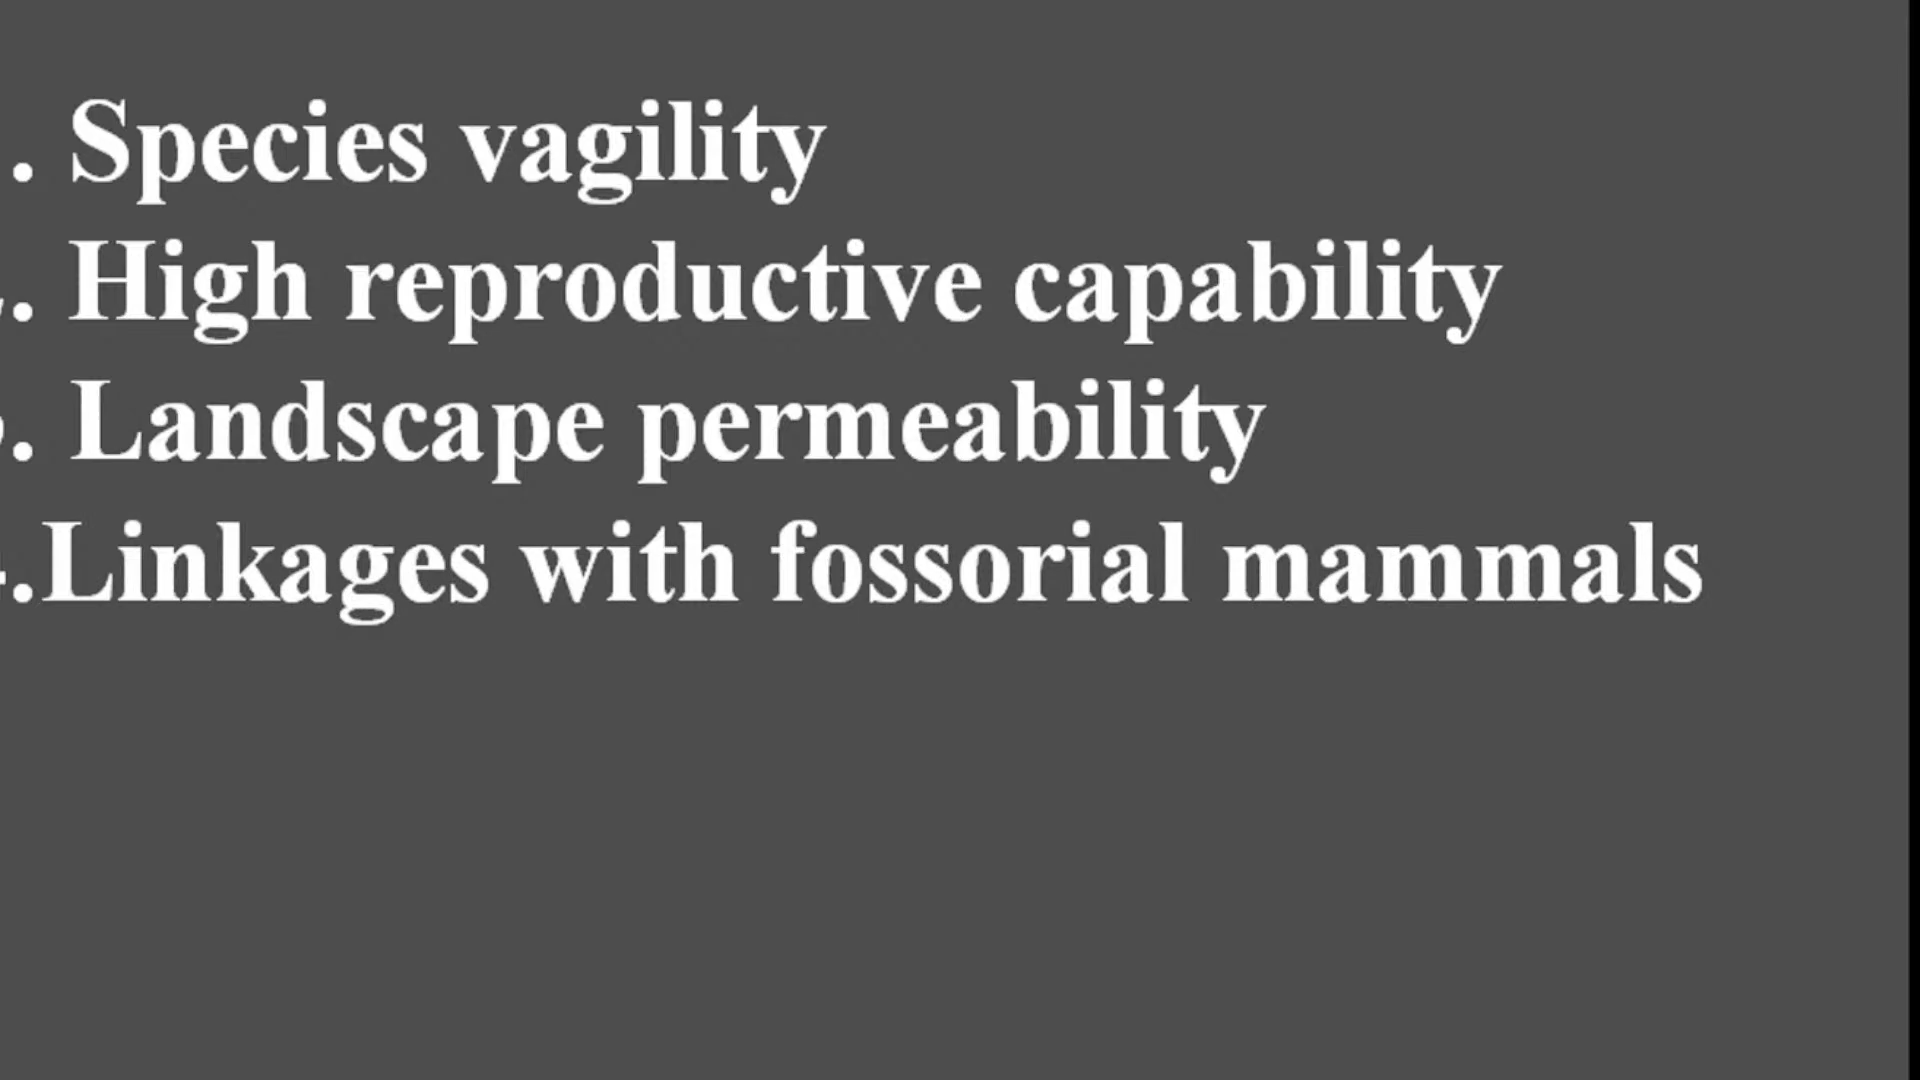 . Species vagility
. High reproductive capability
. Landscape permeability
.Linkages with fossorial mammals